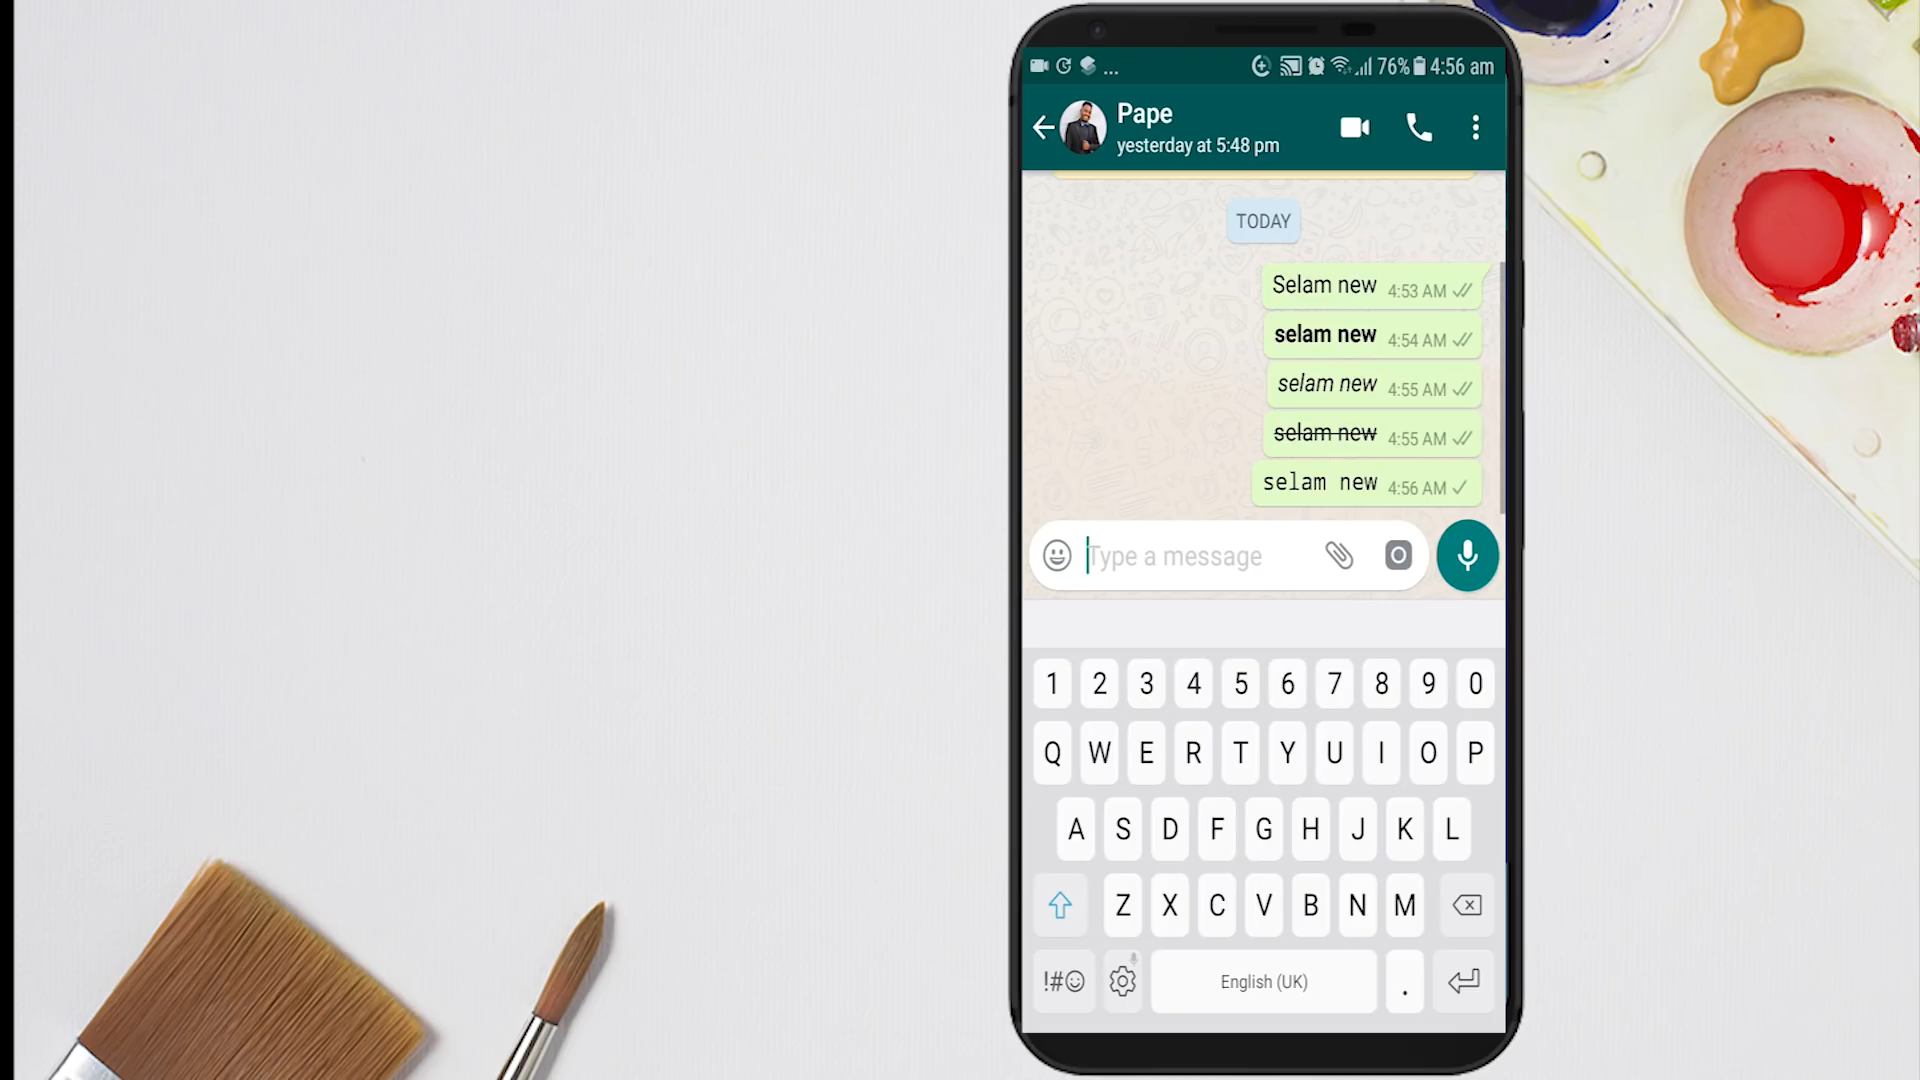 ... 76% 4:56 am
Pape
yesterday at 5:48 pm
TODAY
Selam new 4:53 AM
selam new 4:54 AM
selam new 4:55 AM
selam new 4:55 AM
selam new 4:56 AM
Type a message
1 2 3 4 5 6 7 8 9 0
Q W E R T Y U I O P
A S D F G H J K L
Z X C V B N M
!#☺ English (UK) .